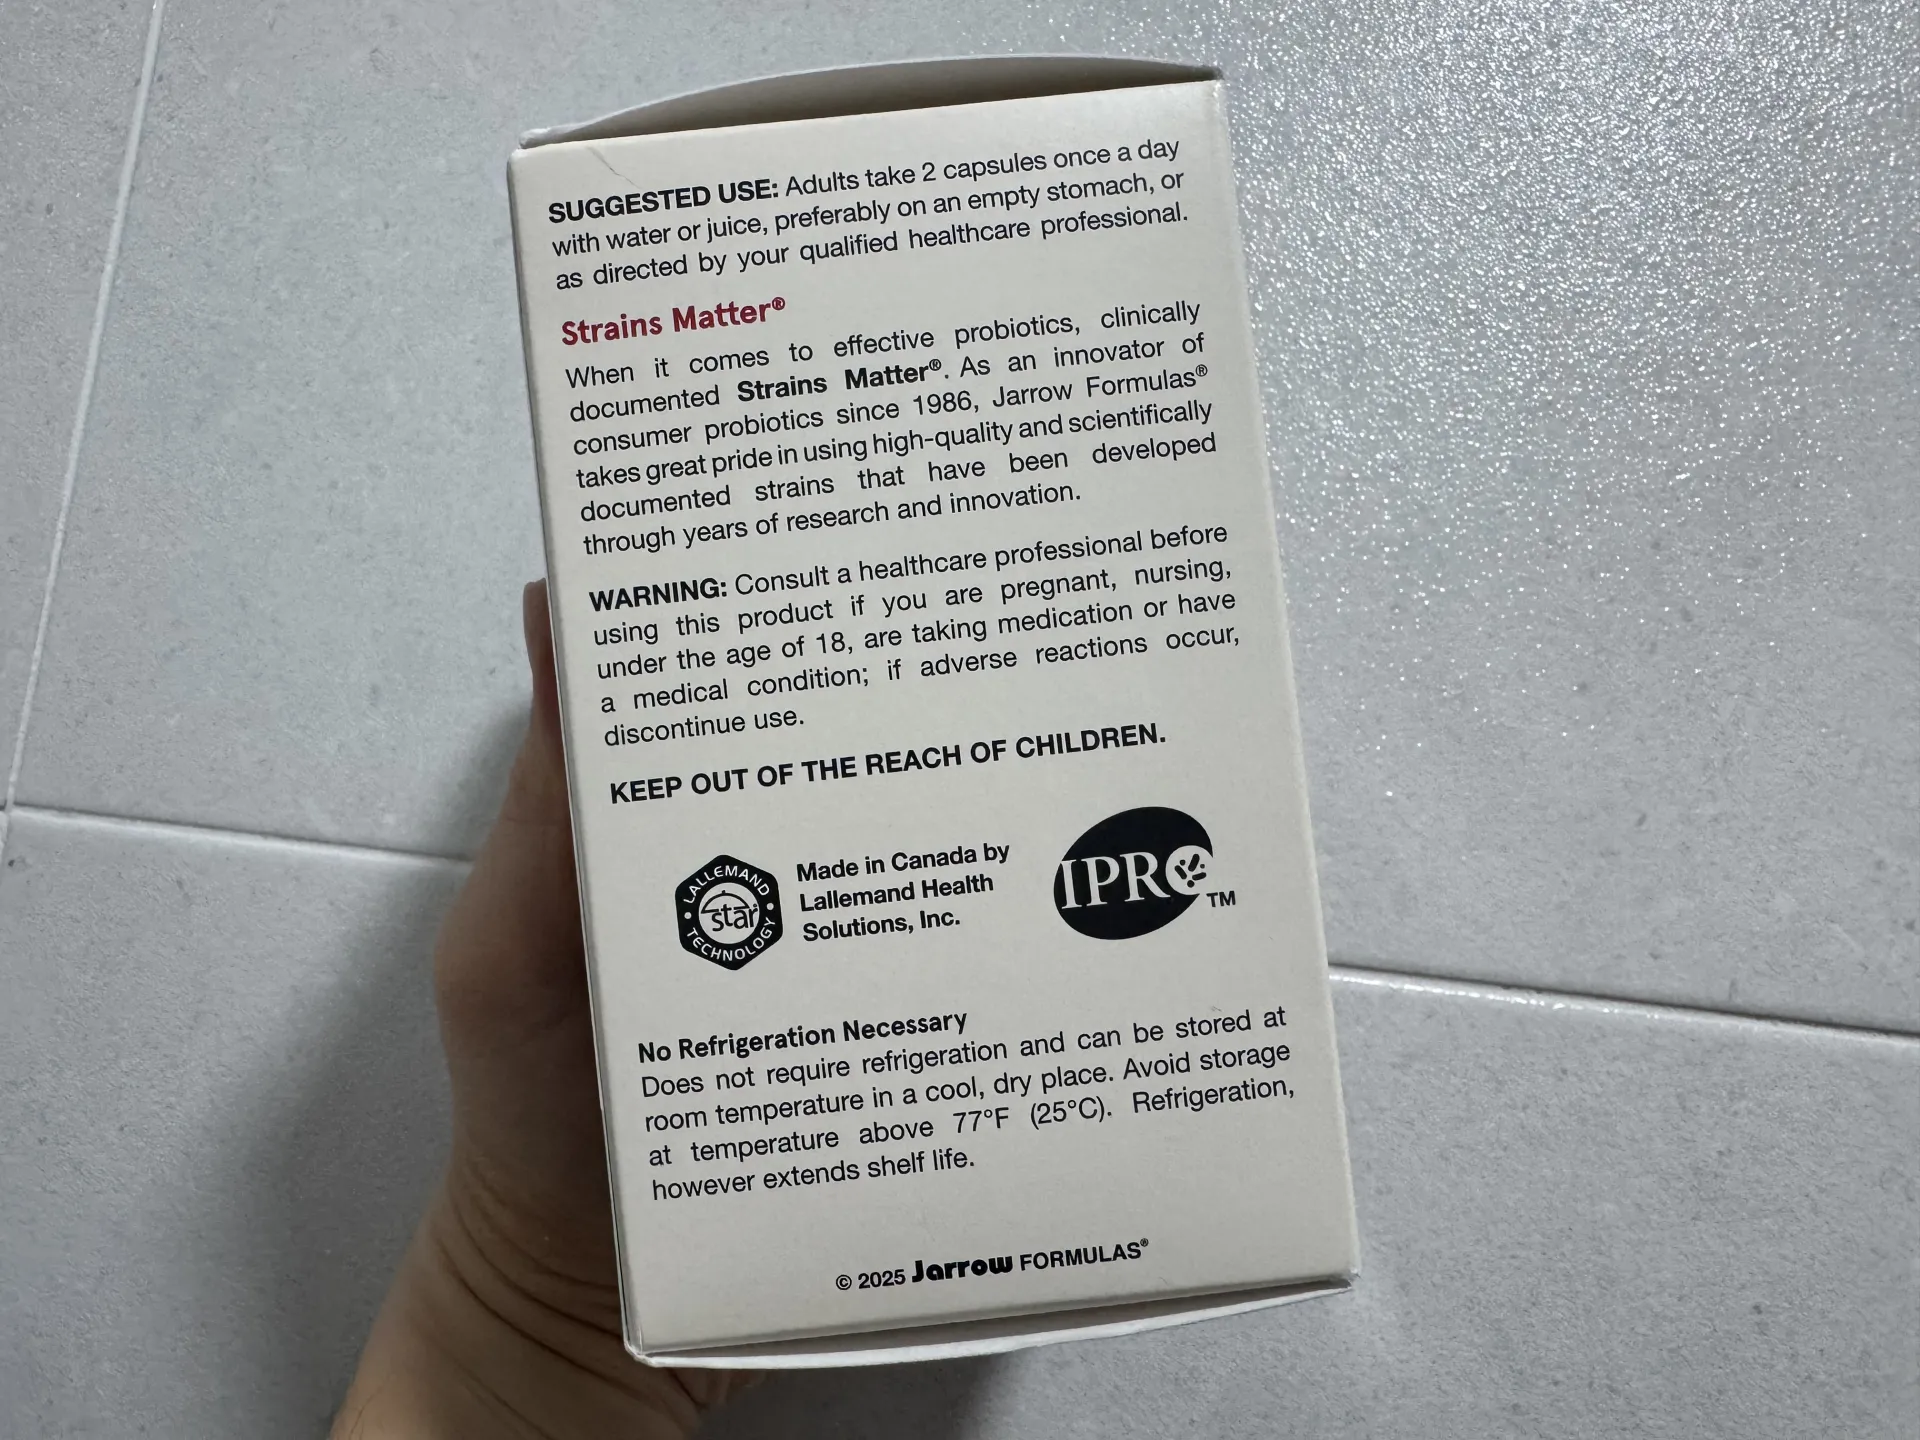 SUGGESTED USE: Adults take 2 capsules once a day
with water or juice, preferably on an empty stomach, or
as directed by your qualified healthcare professional.
Strains Matter®
When it comes to effective probiotics, clinically
documented Strains Matter®. As an innovator of
consumer probiotics since 1986, Jarrow Formulas®
takes great pride in using high-quality and scientifically
documented strains that have been developed
through years of research and innovation.
WARNING: Consult a healthcare professional before
using this product if you are pregnant, nursing,
under the age of 18, are taking medication or have
a medical condition; if adverse reactions occur,
discontinue use.
KEEP OUT OF THE REACH OF CHILDREN.
LALLEMAND
star
TECHNOLOGY
Made in Canada by
Lallemand Health
Solutions, Inc.
IPRO™
No Refrigeration Necessary
Does not require refrigeration and can be stored at
room temperature in a cool, dry place. Avoid storage
at temperature above 77°F (25°C). Refrigeration,
however extends shelf life.
© 2025 Jarrow FORMULAS®